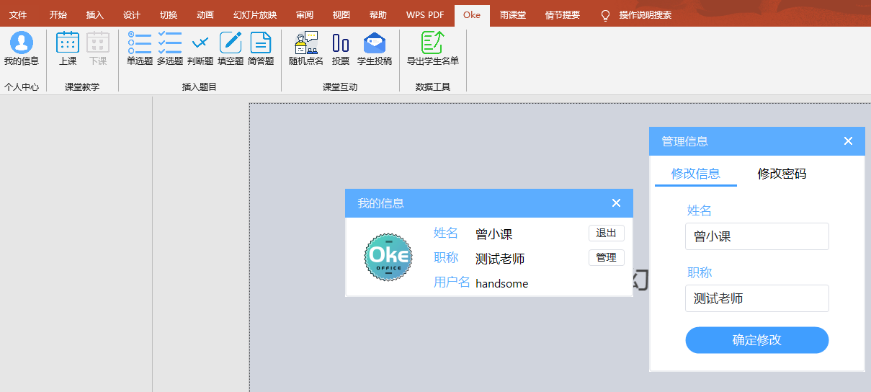 文件 开始 插入 设计 切换 动画 幻灯片放映 审阅 视图 帮助 WPS PDF Oke 雨课堂 情节提要 操作说明搜索
我的信息 上课 下课 单选题 多选题 判断题 填空题 简答题 随机点名 投票 学生投稿 导出学生名单
个人中心 课堂教学 插入题目 课堂互动 数据工具
管理信息
修改信息 修改密码
姓名
曾小课
职称
测试老师
确定修改
我的信息
Oke
OFFICE
姓名 曾小课 退出
职称 测试老师 管理
用户名 handsome
幻